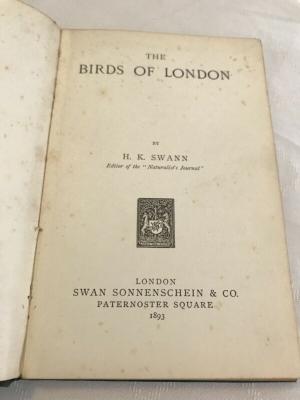 THE
BIRDS OF LONDON
BY
H. K. SWANN
Editor of the "Naturalist's Journal"
LONDON
SWAN SONNENSCHEIN & CO.
PATERNOSTER SQUARE
1893